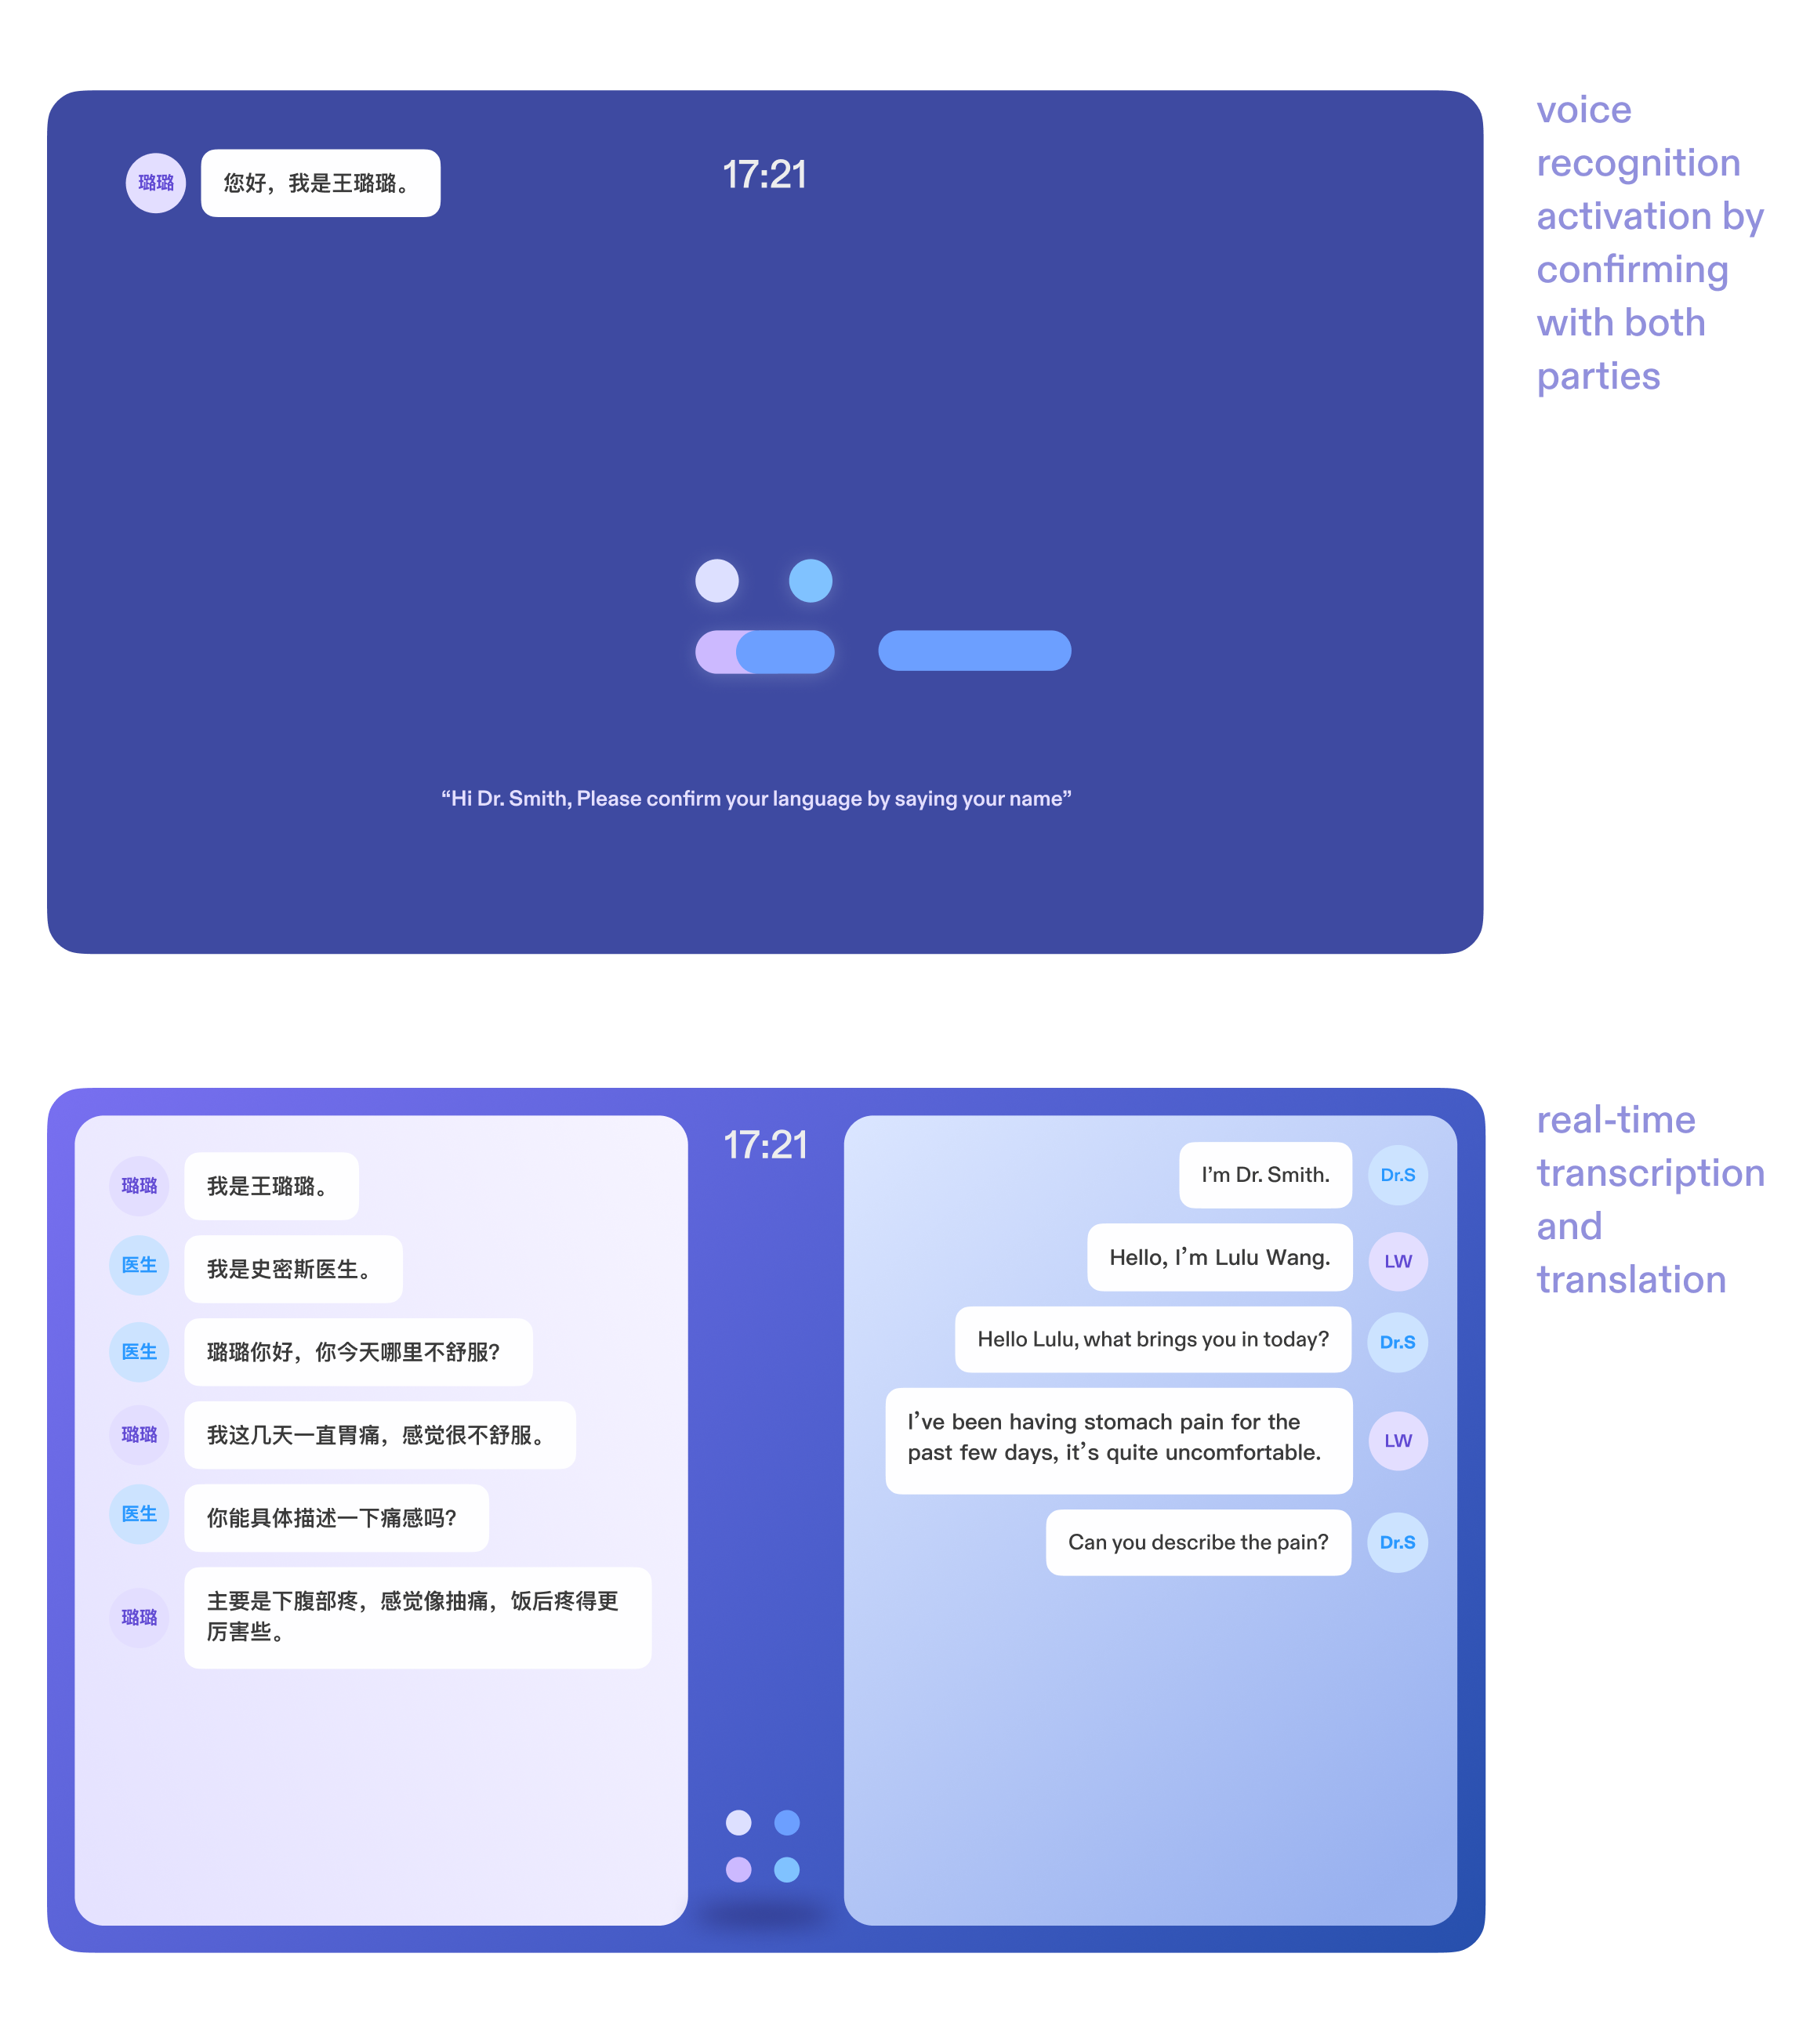 voice
recognition
activation by
confirming
with both
parties
17:21
璐璐
您好，我是王璐璐。
“Hi Dr. Smith, Please confirm your language by saying your name”
real-time
transcription
and
translation
17:21
璐璐
我是王璐璐。
医生
我是史密斯医生。
医生
璐璐你好，你今天哪里不舒服？
璐璐
我这几天一直胃痛，感觉很不舒服。
医生
你能具体描述一下痛感吗？
璐璐
主要是下腹部疼，感觉像抽痛，饭后疼得更
厉害些。
I’m Dr. Smith.
Dr.S
Hello, I’m Lulu Wang.
LW
Hello Lulu, what brings you in today?
Dr.S
I’ve been having stomach pain for the
past few days, it’s quite uncomfortable.
LW
Can you describe the pain?
Dr.S